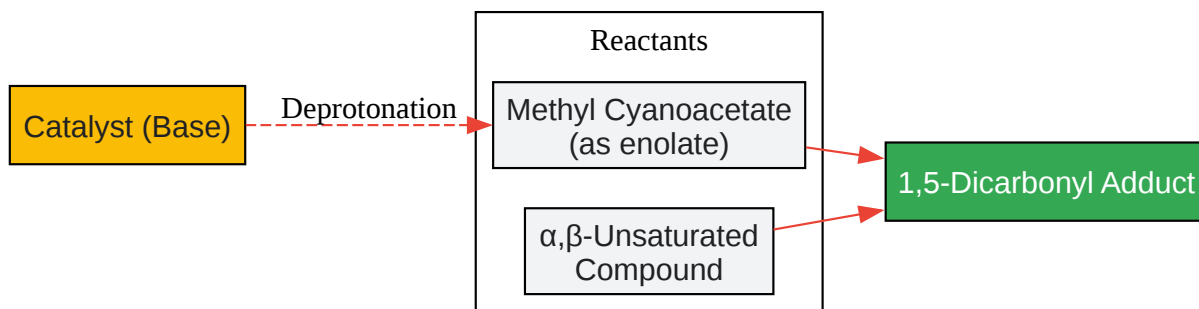 Reactants
Catalyst (Base)
Deprotonation
Methyl Cyanoacetate
(as enolate)
1,5-Dicarbonyl Adduct
α,β-Unsaturated
Compound